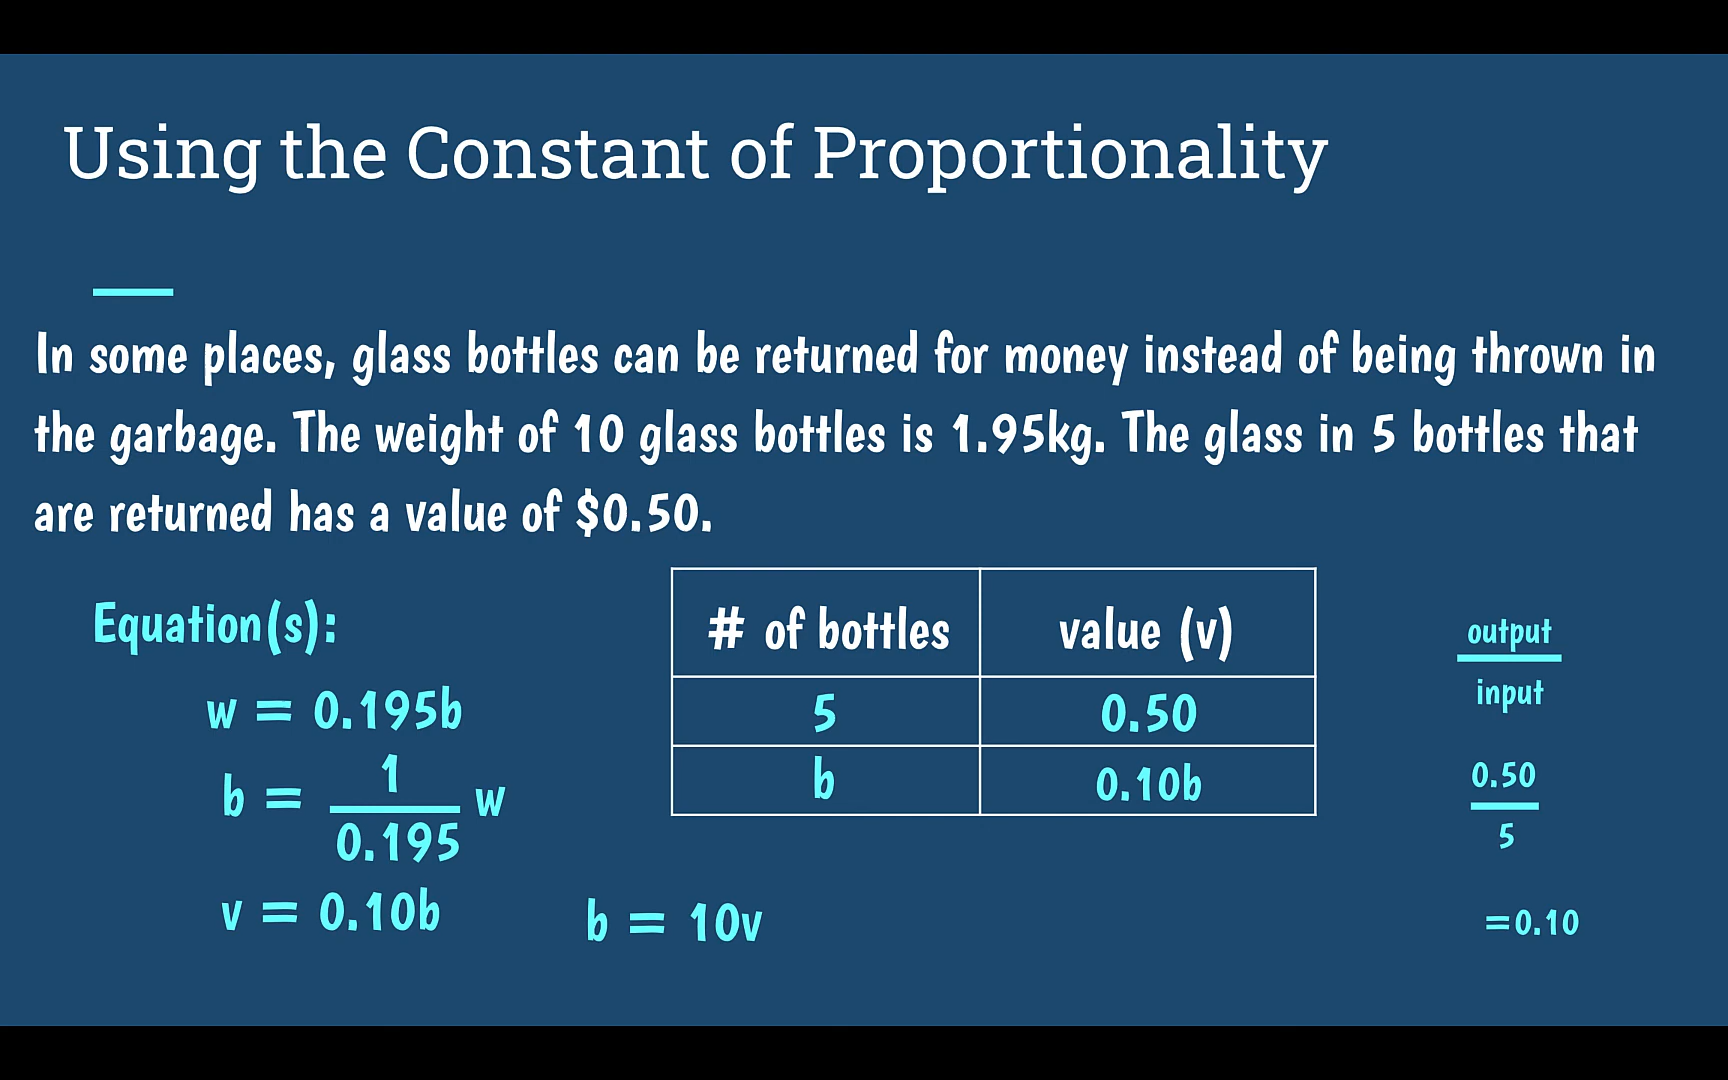 Using the Constant of Proportionality
In some places, glass bottles can be returned for money instead of being thrown in
the garbage. The weight of 10 glass bottles is 1.95kg. The glass in 5 bottles that
are returned has a value of $0.50.
Equation(s):
w = 0.195b
b = 1/0.195 w
v = 0.10b
b = 10v
# of bottles value (v)
5 0.50
b 0.10b
output
input
0.50
5
=0.10